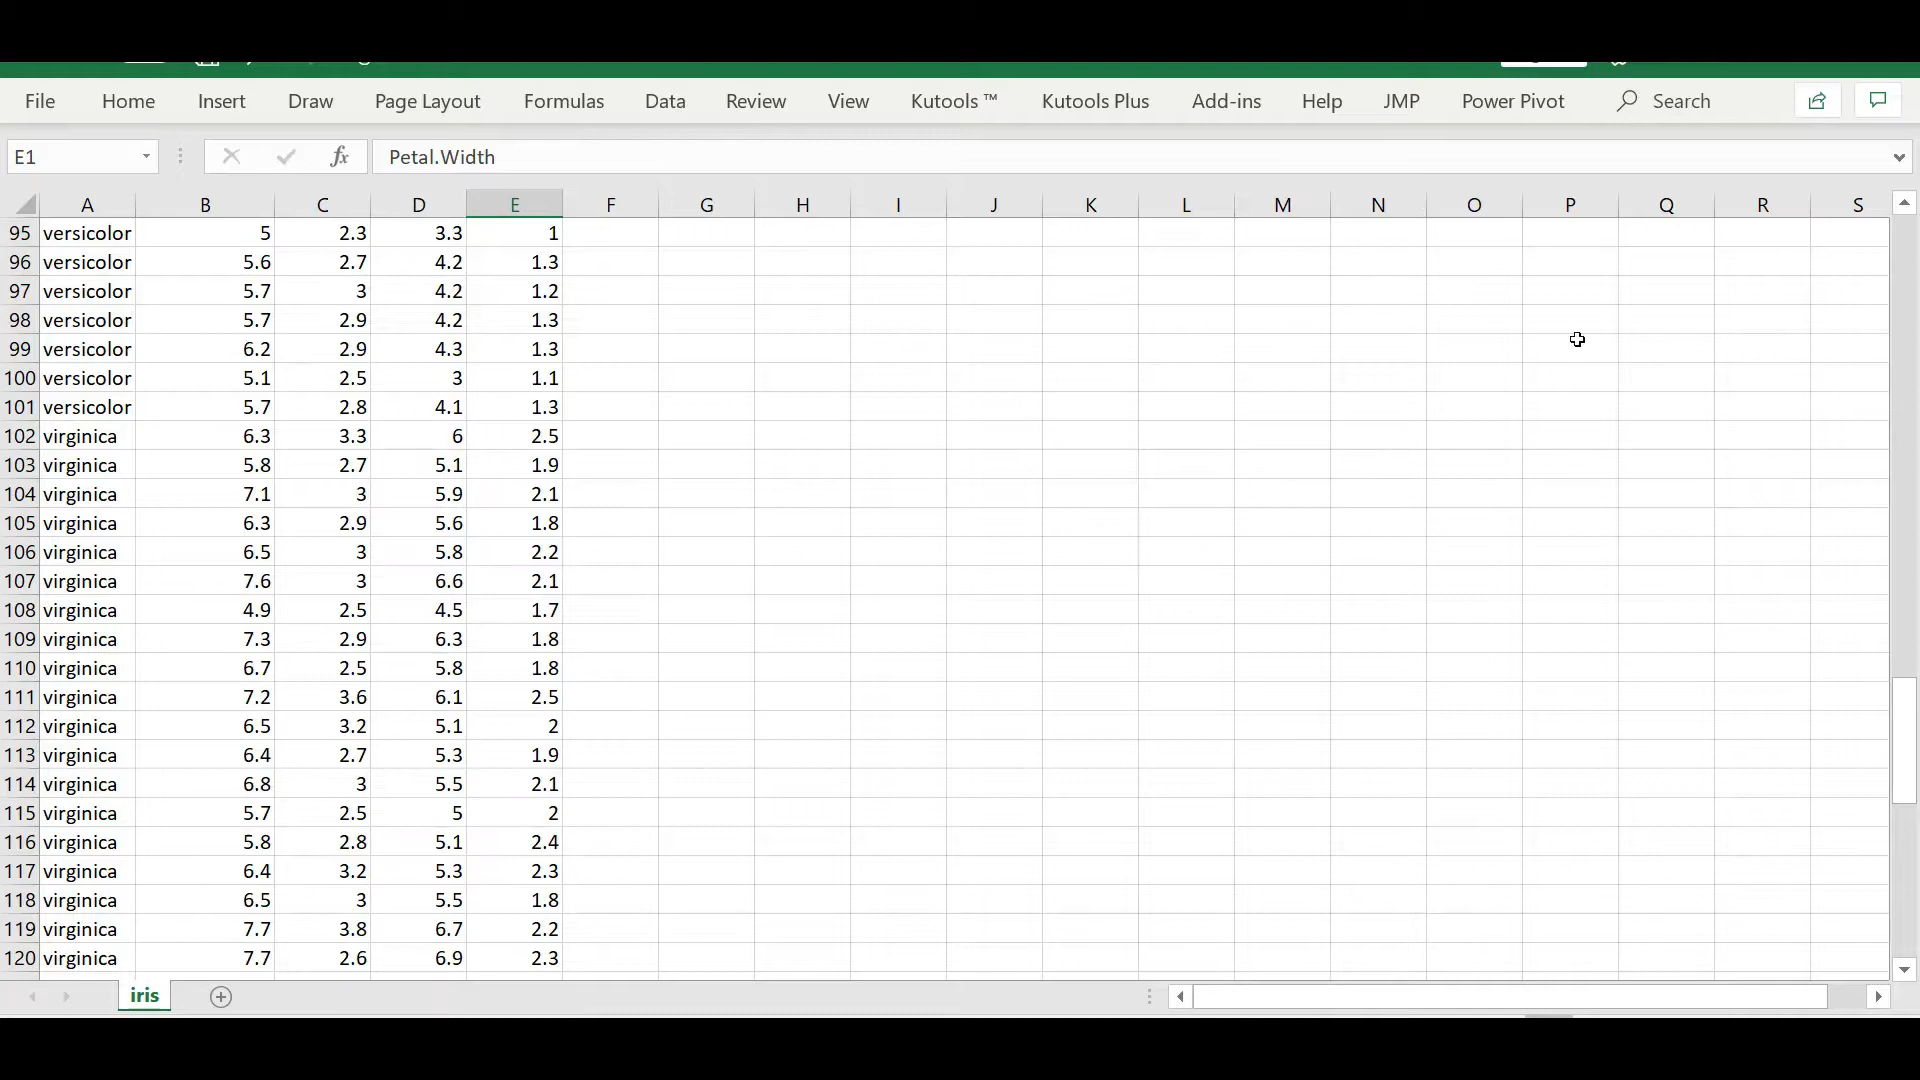 File Home Insert Draw Page Layout Formulas Data Review View Kutools ™ Kutools Plus Add-ins Help JMP Power Pivot Search
E1 fx Petal.Width
A B C D E F G H I J K L M N O P Q R S
95 versicolor 5 2.3 3.3 1
96 versicolor 5.6 2.7 4.2 1.3
97 versicolor 5.7 3 4.2 1.2
98 versicolor 5.7 2.9 4.2 1.3
99 versicolor 6.2 2.9 4.3 1.3
100 versicolor 5.1 2.5 3 1.1
101 versicolor 5.7 2.8 4.1 1.3
102 virginica 6.3 3.3 6 2.5
103 virginica 5.8 2.7 5.1 1.9
104 virginica 7.1 3 5.9 2.1
105 virginica 6.3 2.9 5.6 1.8
106 virginica 6.5 3 5.8 2.2
107 virginica 7.6 3 6.6 2.1
108 virginica 4.9 2.5 4.5 1.7
109 virginica 7.3 2.9 6.3 1.8
110 virginica 6.7 2.5 5.8 1.8
111 virginica 7.2 3.6 6.1 2.5
112 virginica 6.5 3.2 5.1 2
113 virginica 6.4 2.7 5.3 1.9
114 virginica 6.8 3 5.5 2.1
115 virginica 5.7 2.5 5 2
116 virginica 5.8 2.8 5.1 2.4
117 virginica 6.4 3.2 5.3 2.3
118 virginica 6.5 3 5.5 1.8
119 virginica 7.7 3.8 6.7 2.2
120 virginica 7.7 2.6 6.9 2.3
iris